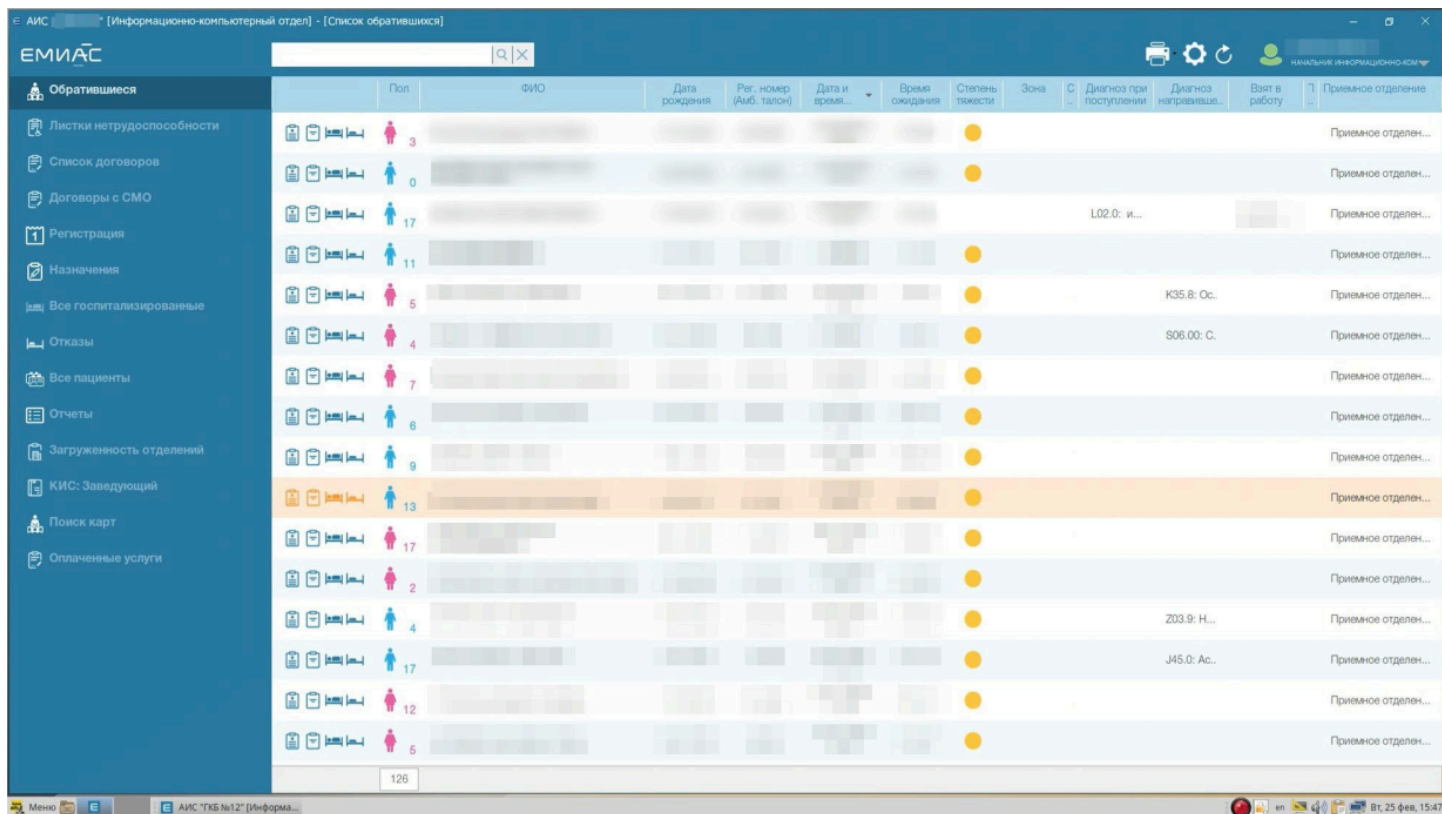 АИС " [Информационно-компьютерный отдел] - [Список обратившихся]
ЕМИАС
НАЧАЛЬНИК ИНФОРМАЦИОННО-КОМ
Обратившиеся
Листки нетрудоспособности
Список договоров
Договоры с СМО
Регистрация
Назначения
Все госпитализированные
Отказы
Все пациенты
Отчеты
Загруженность отделений
КИС: Заведующий
Поиск карт
Оплаченные услуги
Пол ФИО Дата рождения Рег. номер (Амб. талон) Дата и время... Время ожидания Степень тяжести Зона С .. Диагноз при поступлении Диагноз направивше... Взят в работу Приемное отделение
3 Приемное отделен...
0 Приемное отделен...
17 L02.0: и... Приемное отделен...
11 Приемное отделен...
5 K35.8: Ос.. Приемное отделен...
4 S06.00: С. Приемное отделен...
7 Приемное отделен...
6 Приемное отделен...
9 Приемное отделен...
13 Приемное отделен...
17 Приемное отделен...
2 Приемное отделен...
4 Z03.9: Н... Приемное отделен...
17 J45.0: Ас.. Приемное отделен...
12 Приемное отделен...
5 Приемное отделен...
126
Меню АИС "ГКБ №12" [Информа... en Вт, 25 фев, 15:47